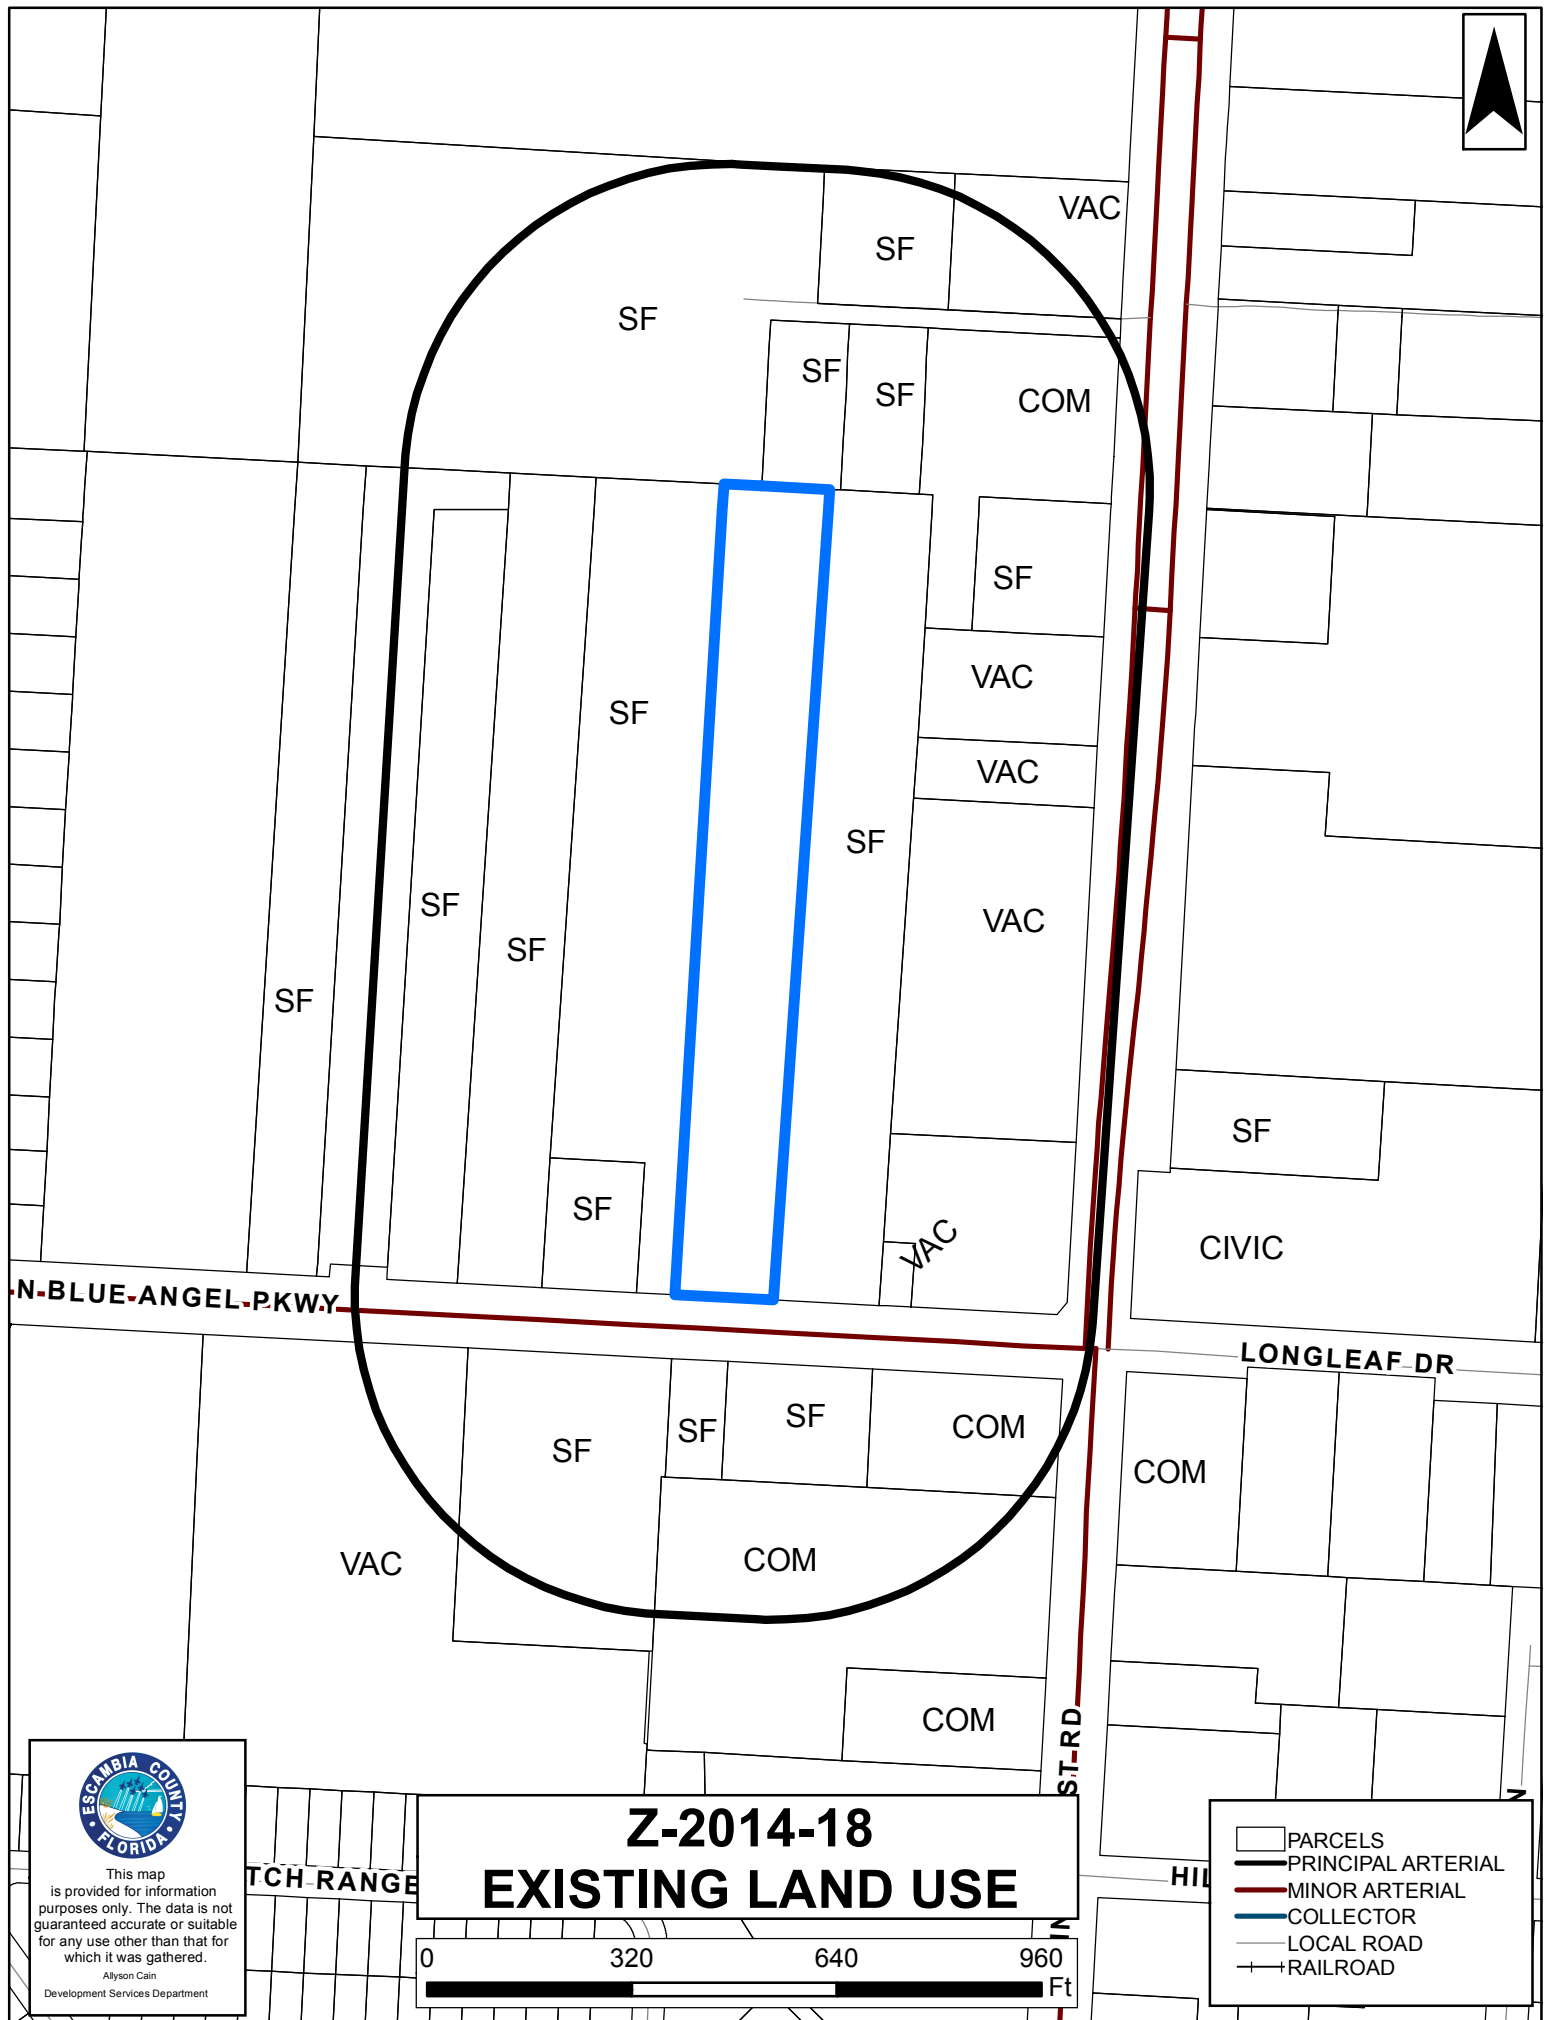 VAC
SF
SF
SF
SF
COM
SF
VAC
SF
VAC
SF
SF
VAC
SF
SF
SF
SF
VAC
CIVIC
N BLUE ANGEL PKWY
LONGLEAF DR
SF
SF
SF
COM
COM
VAC
COM
COM
ST RD
N
ESCAMBIA COUNTY
FLORIDA
This map
is provided for information
purposes only. The data is not
guaranteed accurate or suitable
for any use other than that for
which it was gathered.
Allyson Cain
Development Services Department
TCH RANGE
Z-2014-18
EXISTING LAND USE
HIL
IN
0 320 640 960
Ft
PARCELS
PRINCIPAL ARTERIAL
MINOR ARTERIAL
COLLECTOR
LOCAL ROAD
RAILROAD